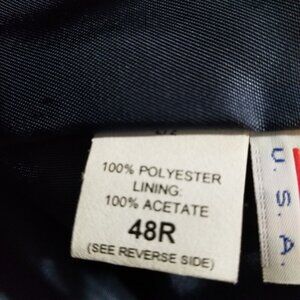 100% POLYESTER
LINING:
100% ACETATE
48R
(SEE REVERSE SIDE)
U.S.A.